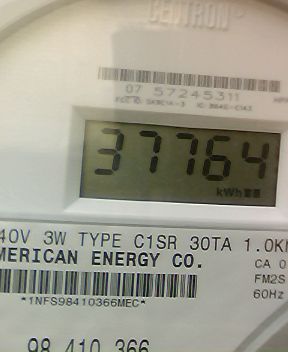 CENTRON
07 57245311
37764
kWh
40V 3W TYPE C1SR 30TA 1.0K
MERICAN ENERGY CO.
CA 0
FM2S
60Hz
*1NFS98410366MEC*
98 410 366